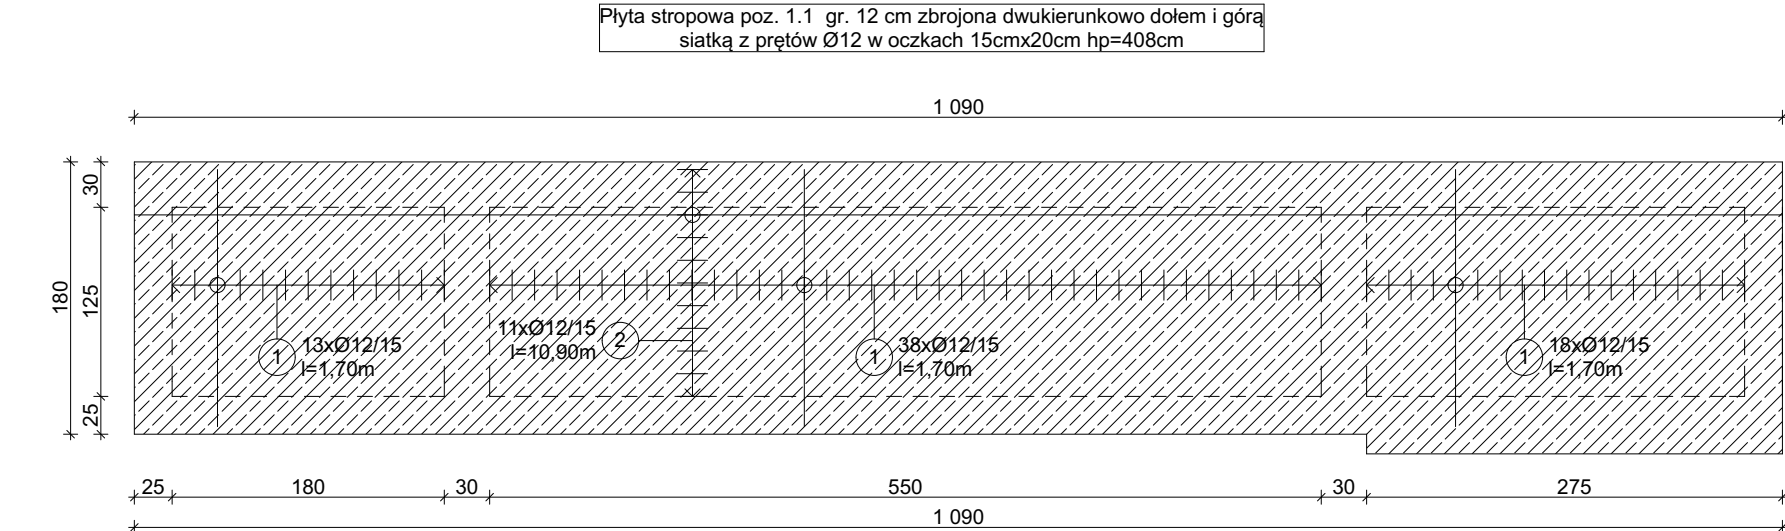 Płyta stropowa poz. 1.1 gr. 12 cm zbrojona dwukierunkowo dołem i górą
siatką z prętów Ø12 w oczkach 15cmx20cm hp=408cm
1 090
30
180
125
25
11xØ12/15
l=10,90m
2
1
13xØ12/15
l=1,70m
1
38xØ12/15
l=1,70m
1
18xØ12/15
l=1,70m
25
180
30
550
30
275
1 090